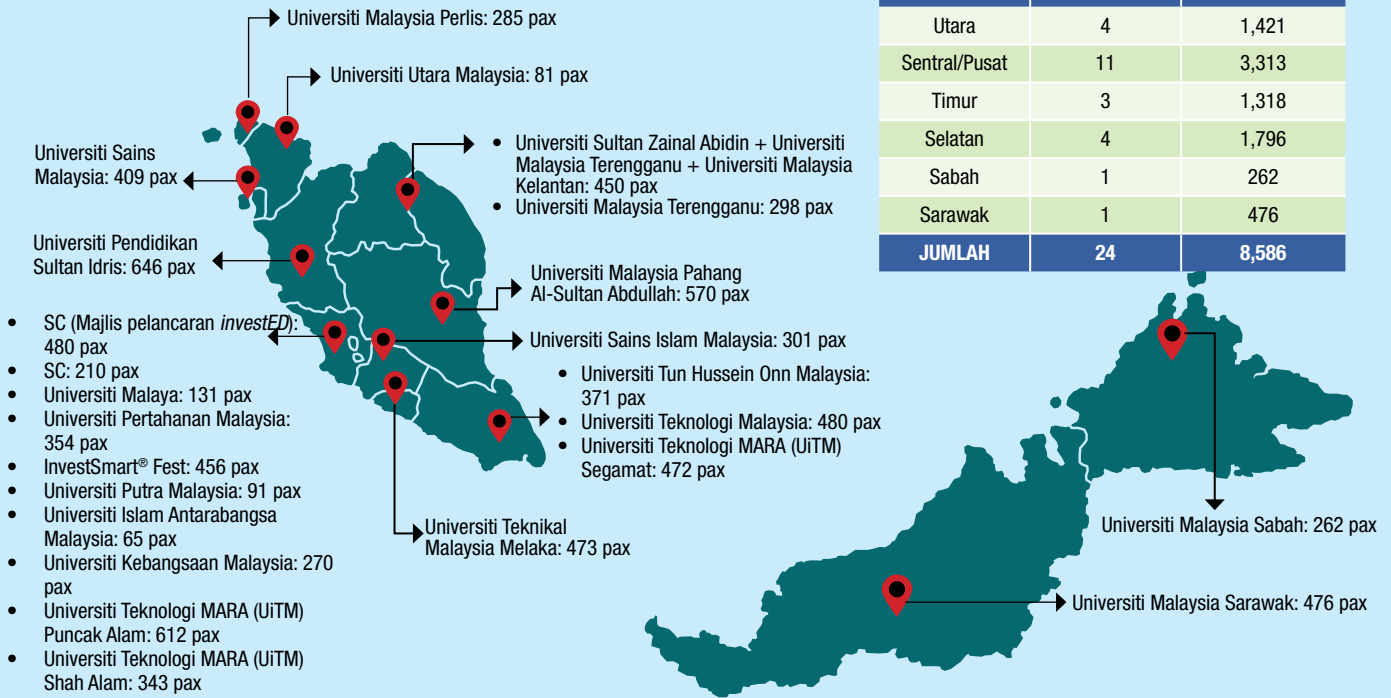 Universiti Malaysia Perlis: 285 pax
Universiti Utara Malaysia: 81 pax
Universiti Sains
Malaysia: 409 pax
Universiti Pendidikan
Sultan Idris: 646 pax
• SC (Majlis pelancaran investED):
480 pax
• SC: 210 pax
• Universiti Malaya: 131 pax
• Universiti Pertahanan Malaysia:
354 pax
• InvestSmart® Fest: 456 pax
• Universiti Putra Malaysia: 91 pax
• Universiti Islam Antarabangsa
Malaysia: 65 pax
• Universiti Kebangsaan Malaysia: 270
pax
• Universiti Teknologi MARA (UiTM)
Puncak Alam: 612 pax
• Universiti Teknologi MARA (UiTM)
Shah Alam: 343 pax
• Universiti Sultan Zainal Abidin + Universiti
Malaysia Terengganu + Universiti Malaysia
Kelantan: 450 pax
• Universiti Malaysia Terengganu: 298 pax
Universiti Malaysia Pahang
Al-Sultan Abdullah: 570 pax
Universiti Sains Islam Malaysia: 301 pax
• Universiti Tun Hussein Onn Malaysia:
371 pax
• Universiti Teknologi Malaysia: 480 pax
• Universiti Teknologi MARA (UiTM)
Segamat: 472 pax
Universiti Teknikal
Malaysia Melaka: 473 pax
Utara 4 1,421
Sentral/Pusat 11 3,313
Timur 3 1,318
Selatan 4 1,796
Sabah 1 262
Sarawak 1 476
JUMLAH 24 8,586
Universiti Malaysia Sabah: 262 pax
Universiti Malaysia Sarawak: 476 pax